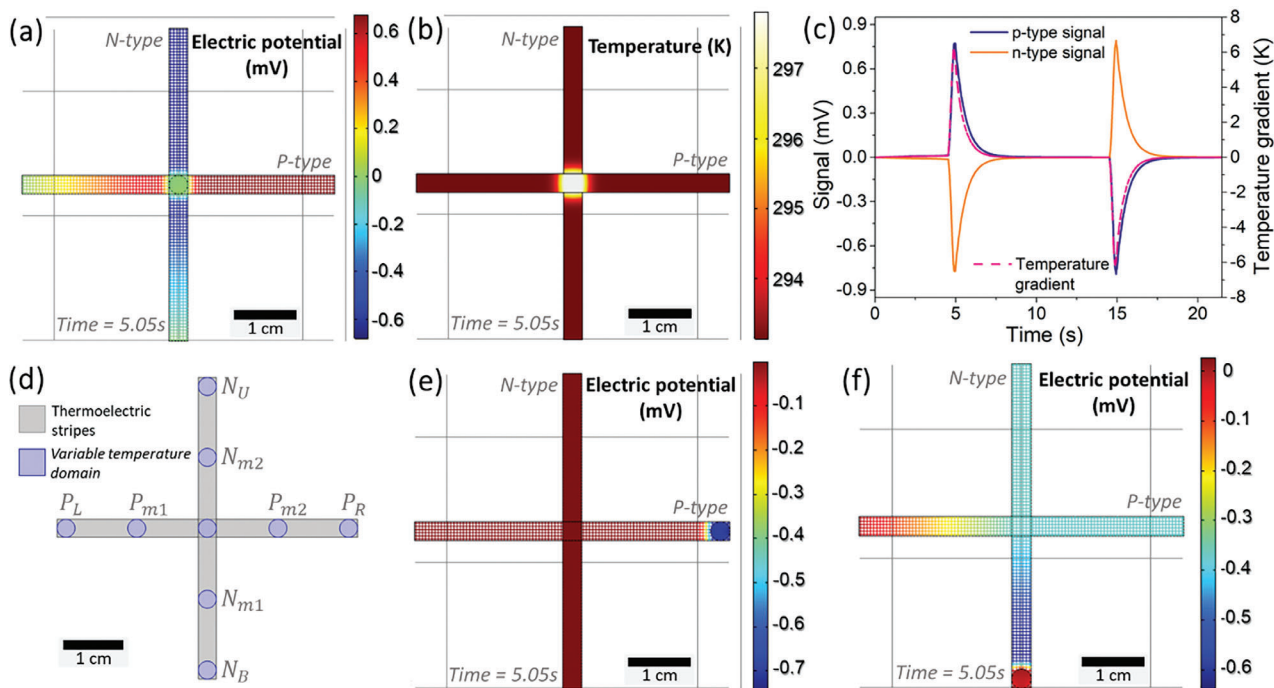 (a)
N-type
Electric potential
(mV)
P-type
Time = 5.05s
1 cm
0.6
0.4
0.2
0
-0.2
-0.4
-0.6
(b)
N-type
Temperature (K)
P-type
Time = 5.05s
1 cm
297
296
295
294
(c)
p-type signal
n-type signal
Temperature
gradient
Signal (mV)
0.9
0.6
0.3
0.0
-0.3
-0.6
-0.9
Temperature gradient (K)
8
6
4
2
0
-2
-4
-6
-8
0 5 10 15 20
Time (s)
(d)
Thermoelectric
stripes
Variable temperature
domain
N_U
N_m2
P_L P_m1 P_m2 P_R
N_m1
N_B
1 cm
(e)
N-type
Electric potential
(mV)
P-type
Time = 5.05s
1 cm
-0.1
-0.2
-0.3
-0.4
-0.5
-0.6
-0.7
(f)
N-type
Electric potential
(mV)
P-type
Time = 5.05s
1 cm
0
-0.1
-0.2
-0.3
-0.4
-0.5
-0.6